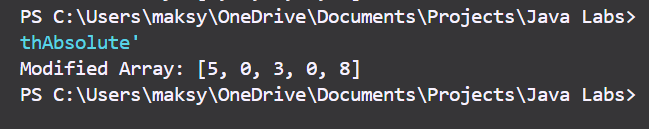 PS C:\Users\maksy\OneDrive\Documents\Projects\Java Labs>
thAbsolute'
Modified Array: [5, 0, 3, 0, 8]
PS C:\Users\maksy\OneDrive\Documents\Projects\Java Labs>